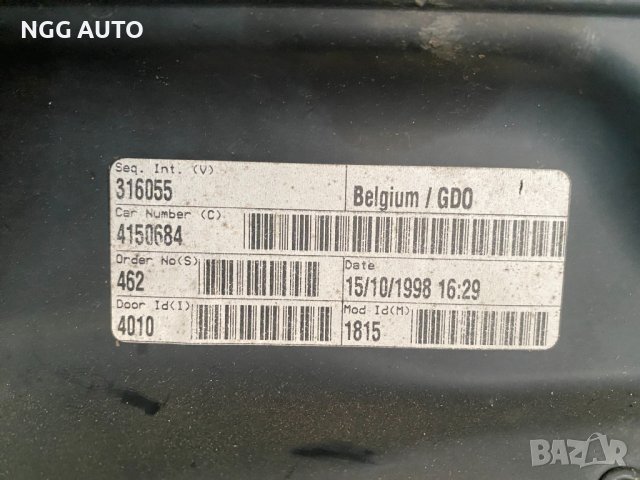 NGG AUTO
Seq. Int. (V)
316055
Belgium / GDO
Car Number (C)
4150684
Order No(S)
462
Date
15/10/1998 16:29
Door Id(I)
4010
Mod Id(M)
1815
BAZAR